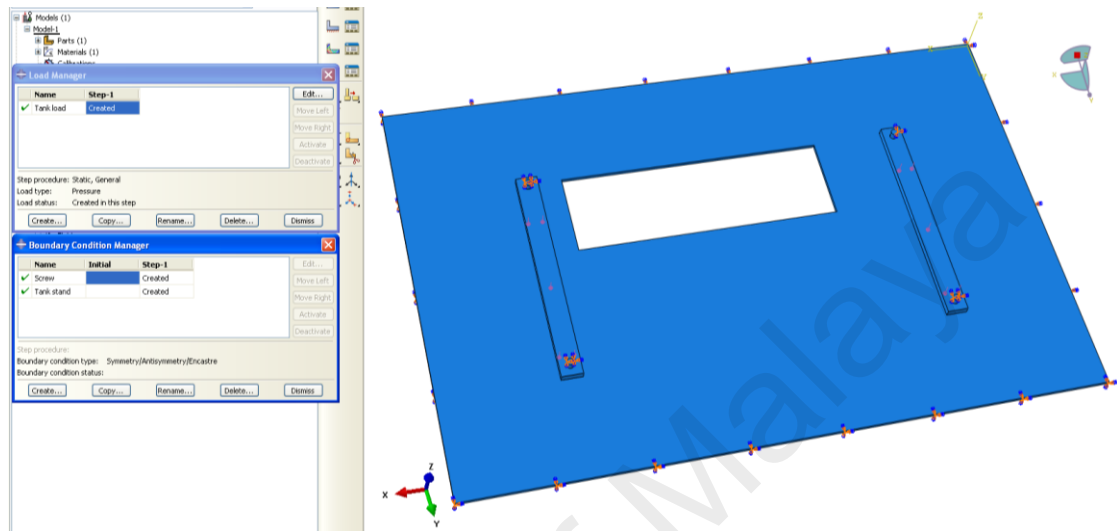 Models (1)
Model-1
Parts (1)
Materials (1)
Calibrations
Load Manager
Name Step-1
Tank load Created
Edit...
Move Left
Move Right
Activate
Deactivate
Step procedure: Static, General
Load type: Pressure
Load status: Created in this step
Create... Copy... Rename... Delete... Dismiss
Boundary Condition Manager
Name Initial Step-1
Screw Created
Tank stand Created
Edit...
Move Left
Move Right
Activate
Deactivate
Step procedure:
Boundary condition type: Symmetry/Antisymmetry/Encastre
Boundary condition status:
Create... Copy... Rename... Delete... Dismiss
Z
X
Y
Malaya